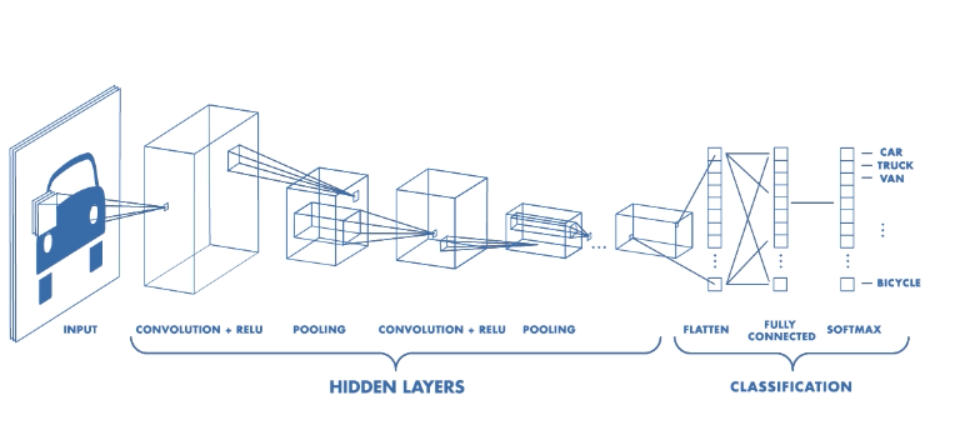 CAR
TRUCK
VAN
BICYCLE
INPUT
CONVOLUTION + RELU
POOLING
CONVOLUTION + RELU
POOLING
FLATTEN
FULLY
CONNECTED
SOFTMAX
HIDDEN LAYERS
CLASSIFICATION